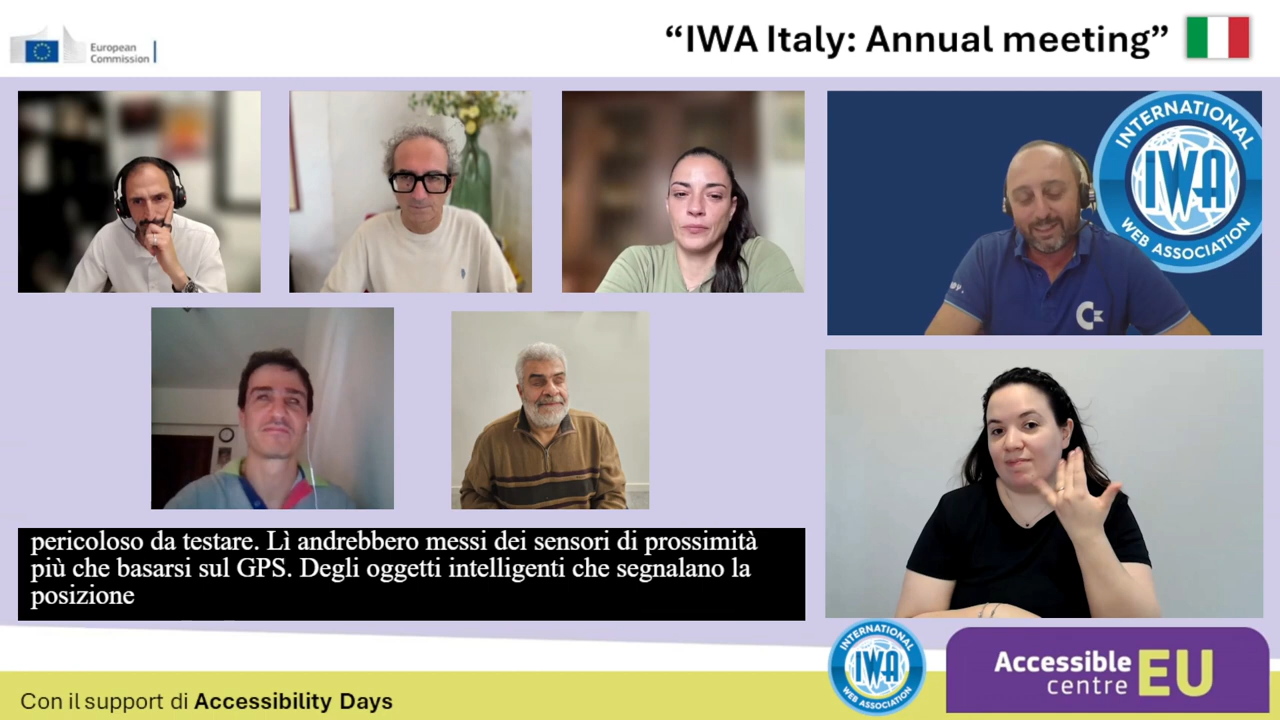 European
Commission
“IWA Italy: Annual meeting”
INTERNATIONAL
IWA
WEB ASSOCIATION
pericoloso da testare. Lì andrebbero messi dei sensori di prossimità
più che basarsi sul GPS. Degli oggetti intelligenti che segnalano la
posizione
INTERNATIONAL
IWA
WEB ASSOCIATION
Accessible
centre
EU
Con il support di Accessibility Days